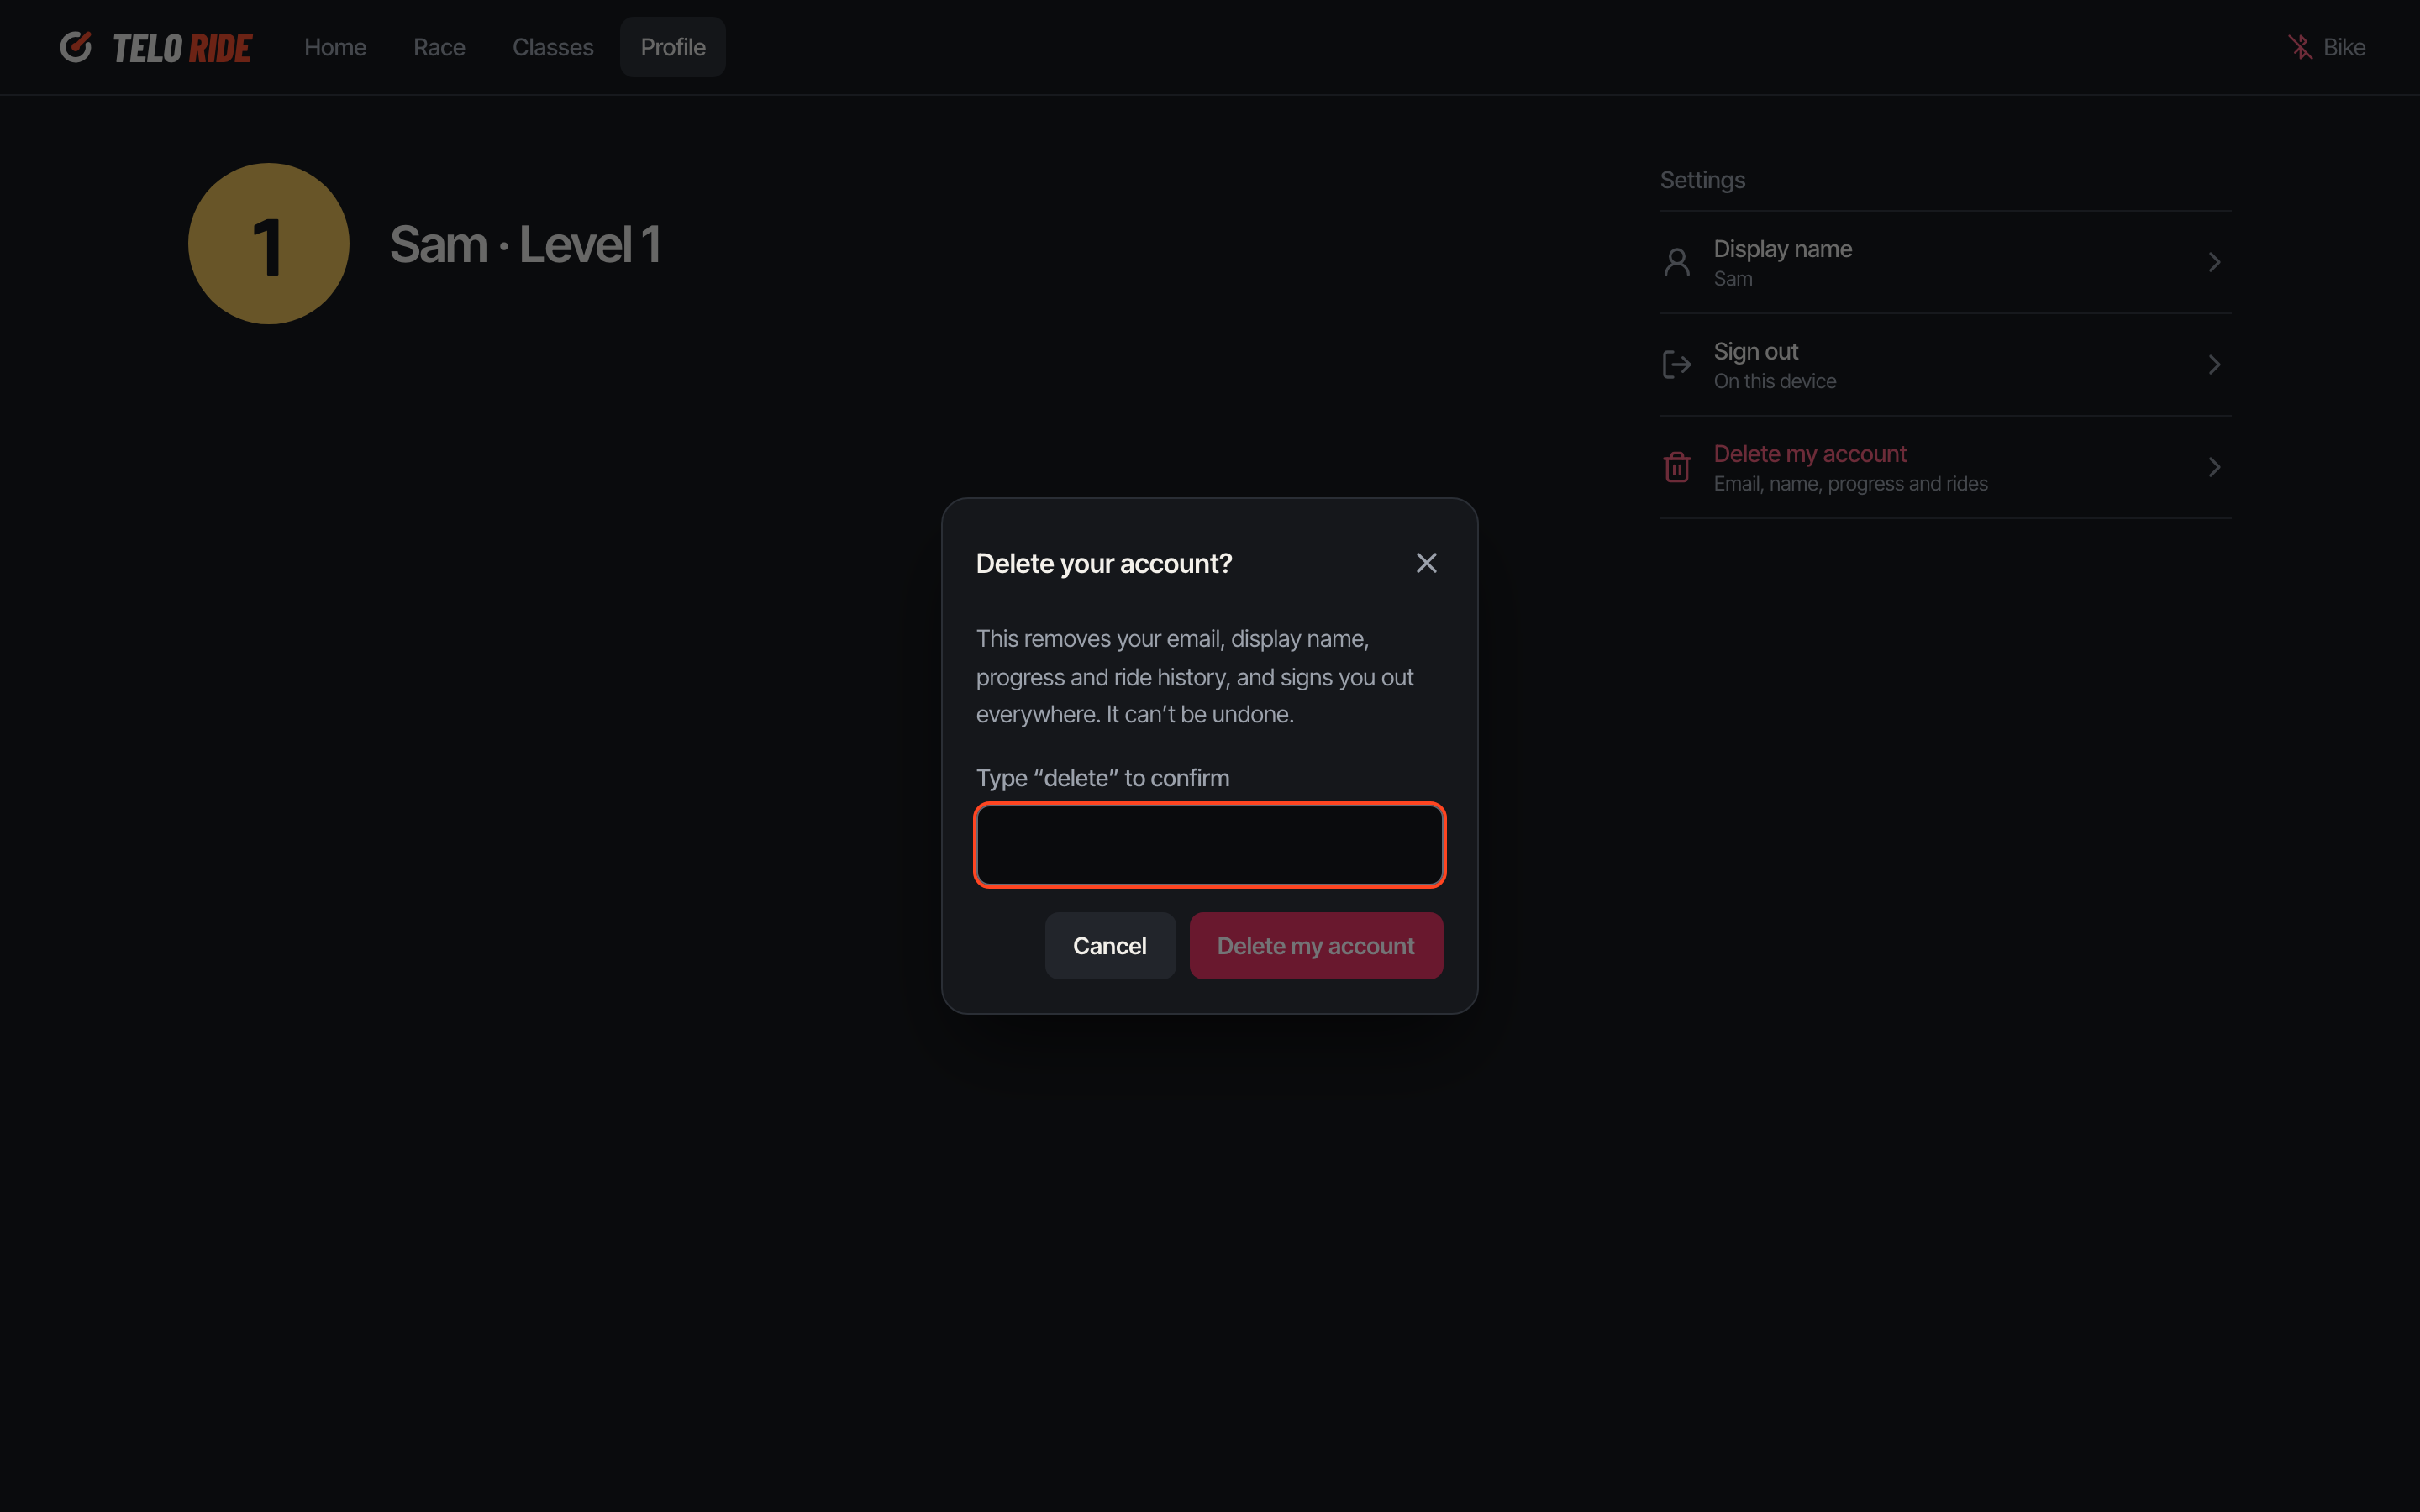 TELO RIDE
Home
Race
Classes
Profile
Bike
1
Sam · Level 1
Settings
Display name
Sam
Sign out
On this device
Delete my account
Email, name, progress and rides
Delete your account?
This removes your email, display name,
progress and ride history, and signs you out
everywhere. It can’t be undone.
Type “delete” to confirm
Cancel
Delete my account